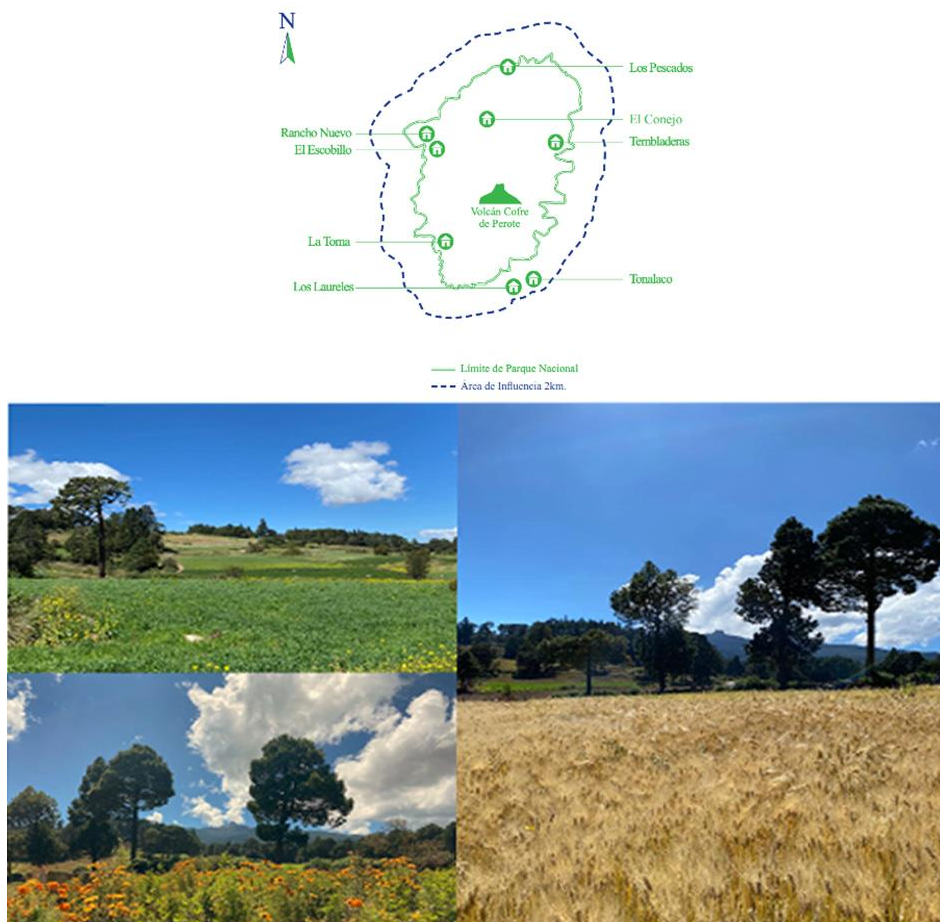 N
Los Pescados
El Conejo
Rancho Nuevo
Tembladeras
El Escobillo
Volcán Cofre
de Perote
La Toma
Tonalaco
Los Laureles
Límite de Parque Nacional
Área de Influencia 2km.